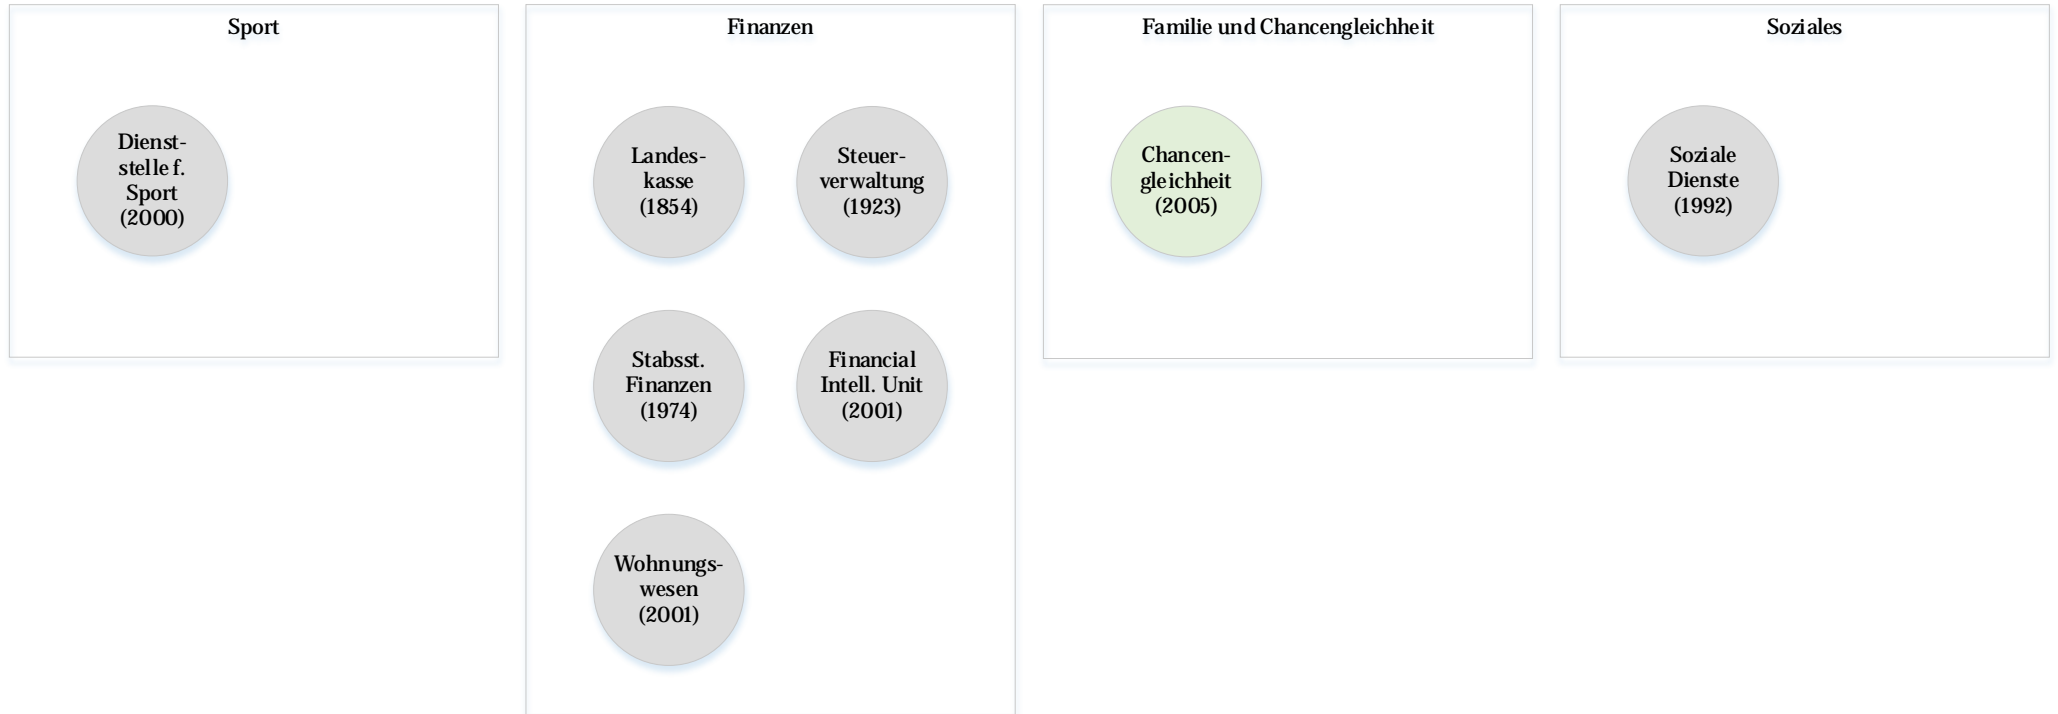 Sport
Dienst-
stelle f.
Sport
(2000)
Finanzen
Landes-
kasse
(1854)
Steuer-
verwaltung
(1923)
Stabsst.
Finanzen
(1974)
Financial
Intell. Unit
(2001)
Wohnungs-
wesen
(2001)
Familie und Chancengleichheit
Chancen-
gleichheit
(2005)
Soziales
Soziale
Dienste
(1992)